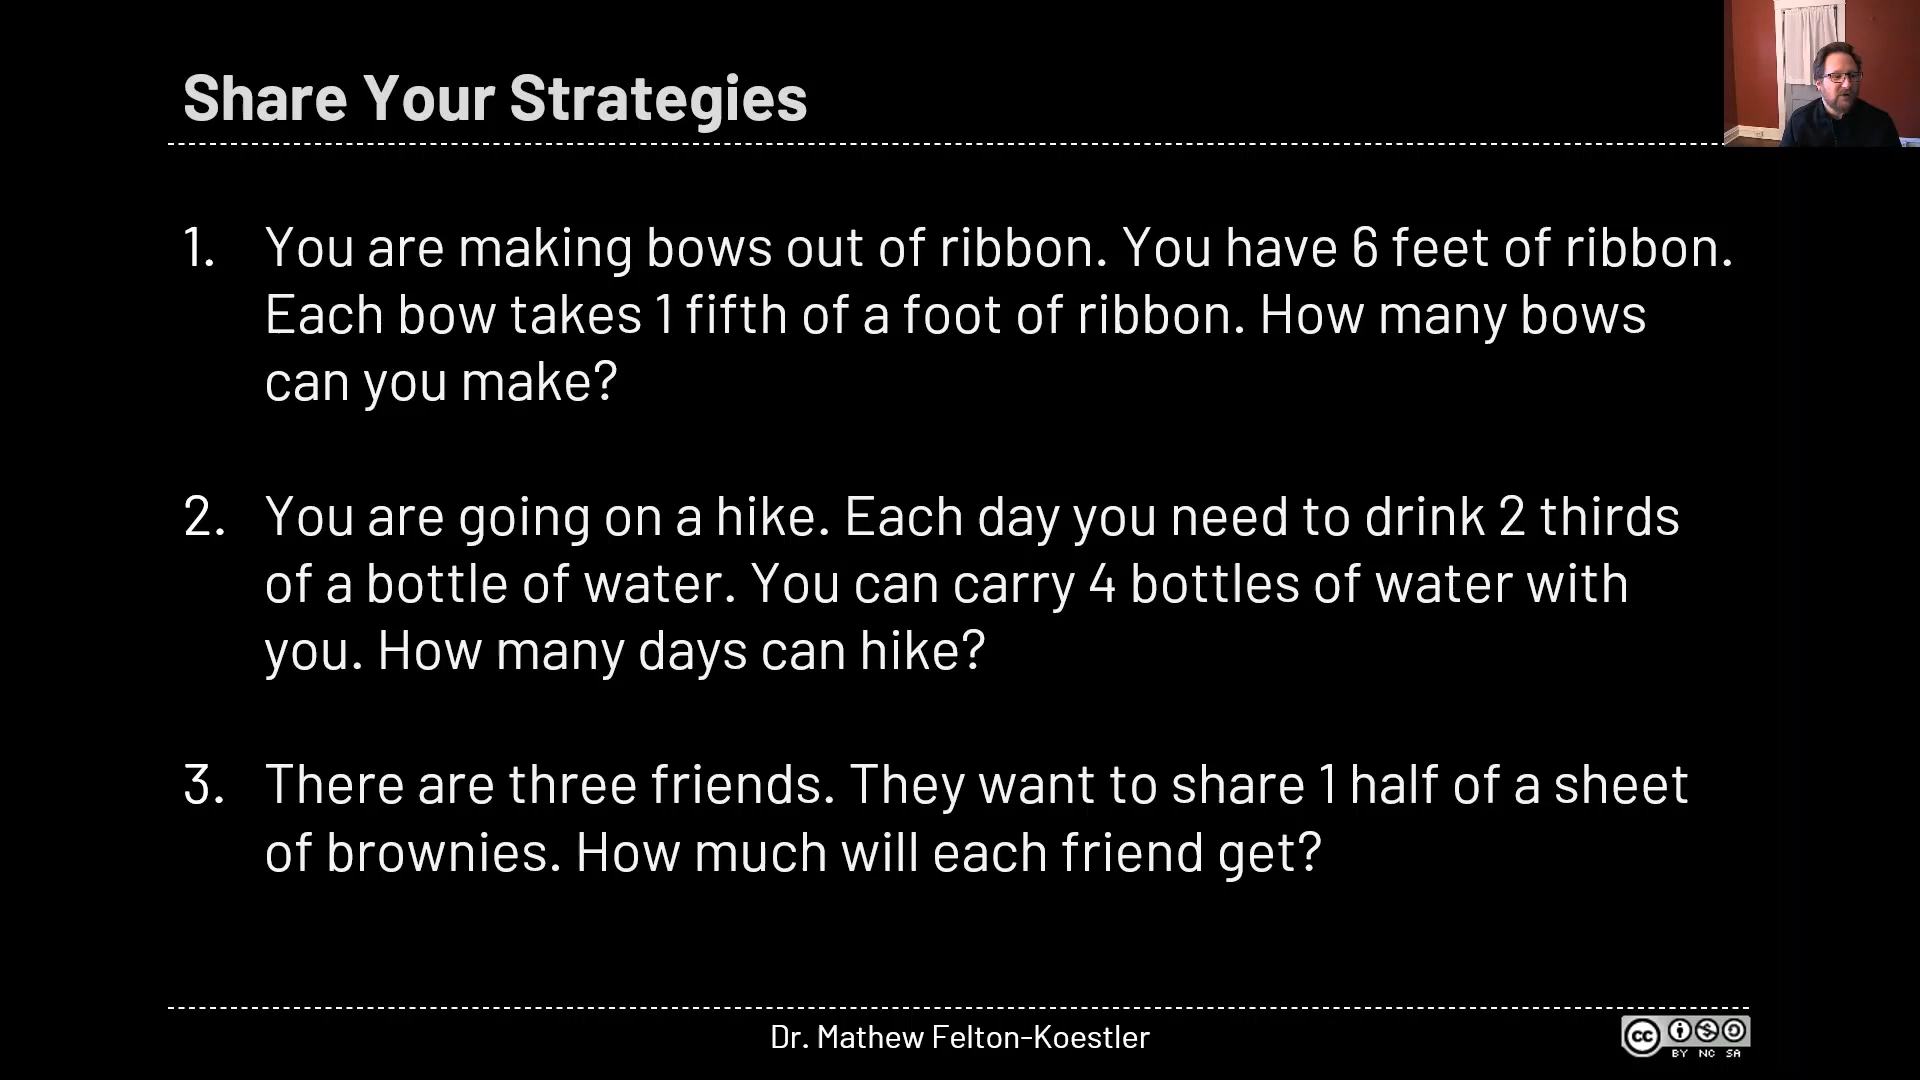 Share Your Strategies
1. You are making bows out of ribbon. You have 6 feet of ribbon.
Each bow takes 1 fifth of a foot of ribbon. How many bows
can you make?
2. You are going on a hike. Each day you need to drink 2 thirds
of a bottle of water. You can carry 4 bottles of water with
you. How many days can hike?
3. There are three friends. They want to share 1 half of a sheet
of brownies. How much will each friend get?
Dr. Mathew Felton-Koestler
cc
BY NC SA